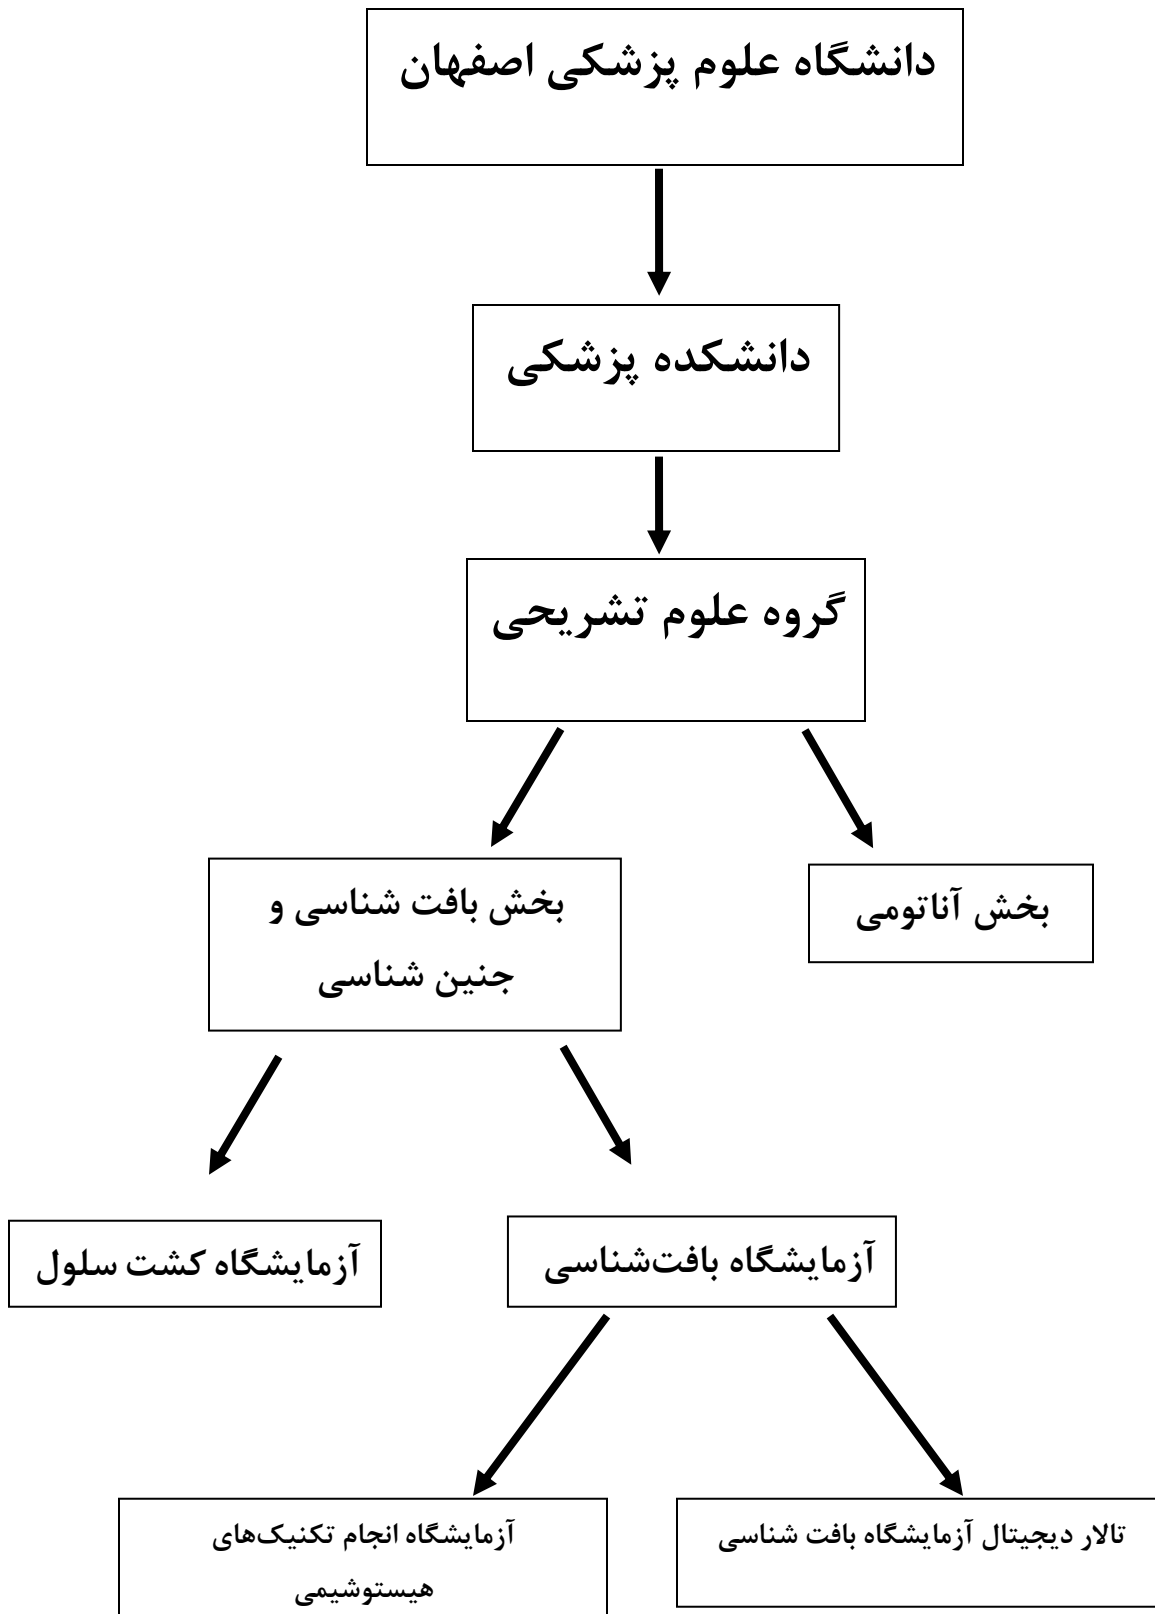 دانشگاه علوم پزشکی اصفهان
دانشکده پزشکی
گروه علوم تشریحی
بخش آناتومی
بخش بافت شناسی و
جنین شناسی
آزمایشگاه بافت‌شناسی
آزمایشگاه کشت سلول
تالار دیجیتال آزمایشگاه بافت شناسی
آزمایشگاه انجام تکنیک‌های
هیستوشیمی